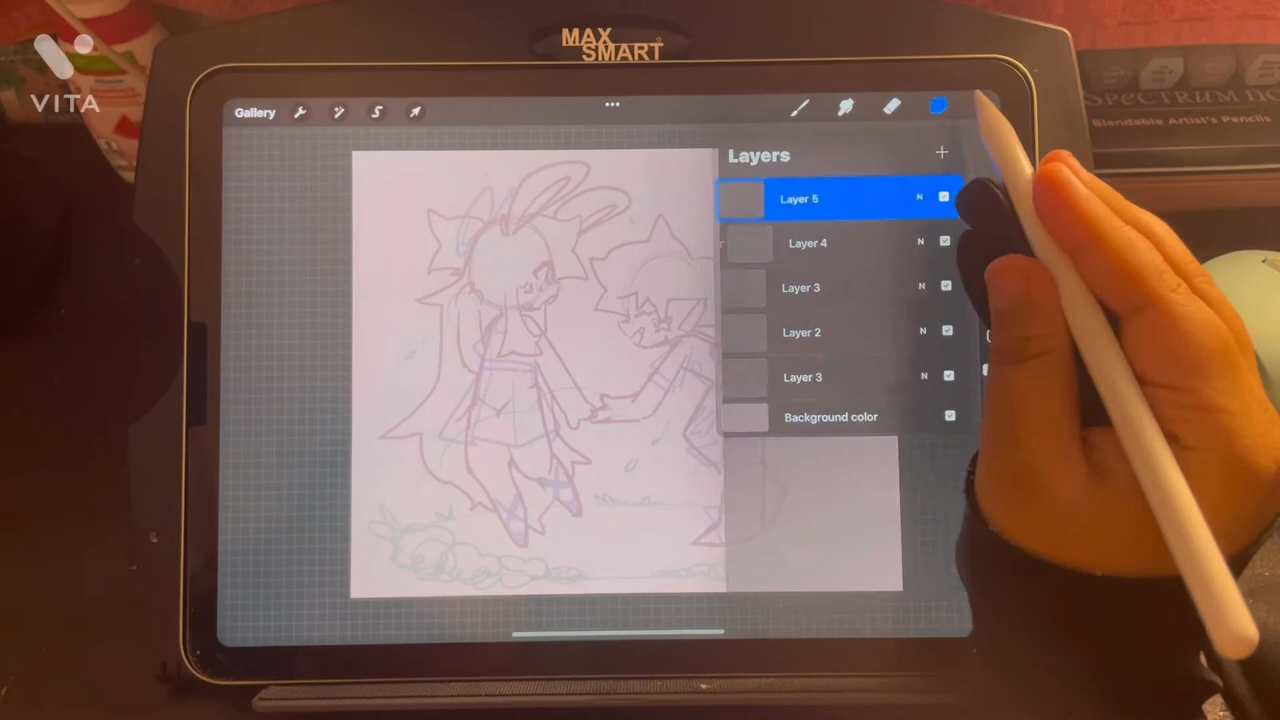 MAX
SMART
VITA
SPECTRUM NO
Blendable Artist's Pencils
Gallery
Layers
Layer 5
N
Layer 4
N
Layer 3
N
Layer 2
N
Layer 3
N
Background color